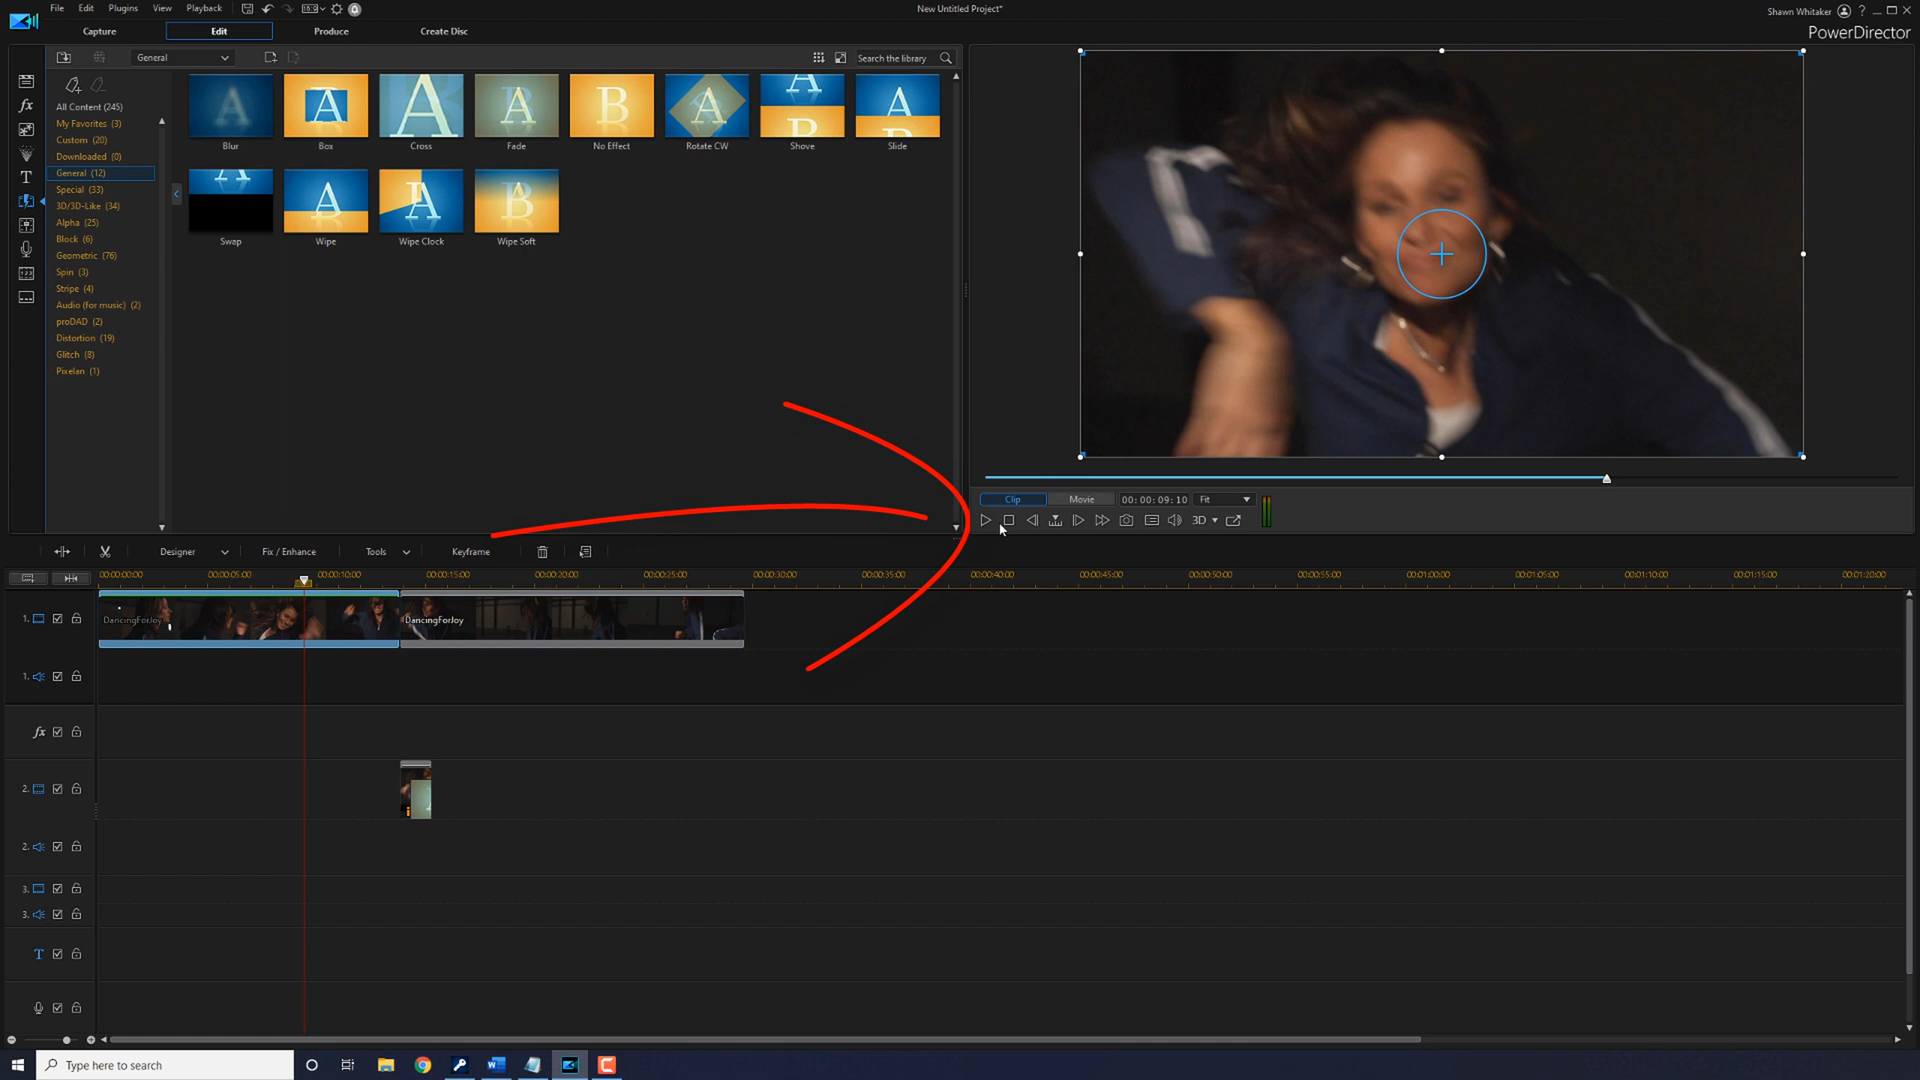 File Edit Plugins View Playback
New Untitled Project*
Shawn Whitaker
?
PowerDirector
Capture Edit Produce Create Disc
General
Search the library
All Content (245)
My Favorites (3)
Custom (20)
Downloaded (0)
General (12)
Special (33)
3D/3D-Like (34)
Alpha (25)
Block (6)
Geometric (76)
Spin (3)
Stripe (4)
Audio (for music) (2)
proDAD (2)
Distortion (19)
Glitch (8)
Pixelan (1)
A A A A B A A B A B
Blur Box Cross Fade No Effect Rotate CW Shove Slide
A A A B
Swap Wipe Wipe Clock Wipe Soft
Clip Movie 00:00:09:10 Fit
3D
Designer Fix / Enhance Tools Keyframe
00:00:00:00 00:00:05:00 00:00:10:00 00:00:15:00 00:00:20:00 00:00:25:00 00:00:30:00 00:00:35:00 00:00:40:00 00:00:45:00 00:00:50:00 00:00:55:00 00:01:00:00 00:01:05:00 00:01:10:00 00:01:15:00 00:01:20:00
1. DancingForJoy DancingForJoy
1.
fx
2.
2.
3.
3.
T
Type here to search